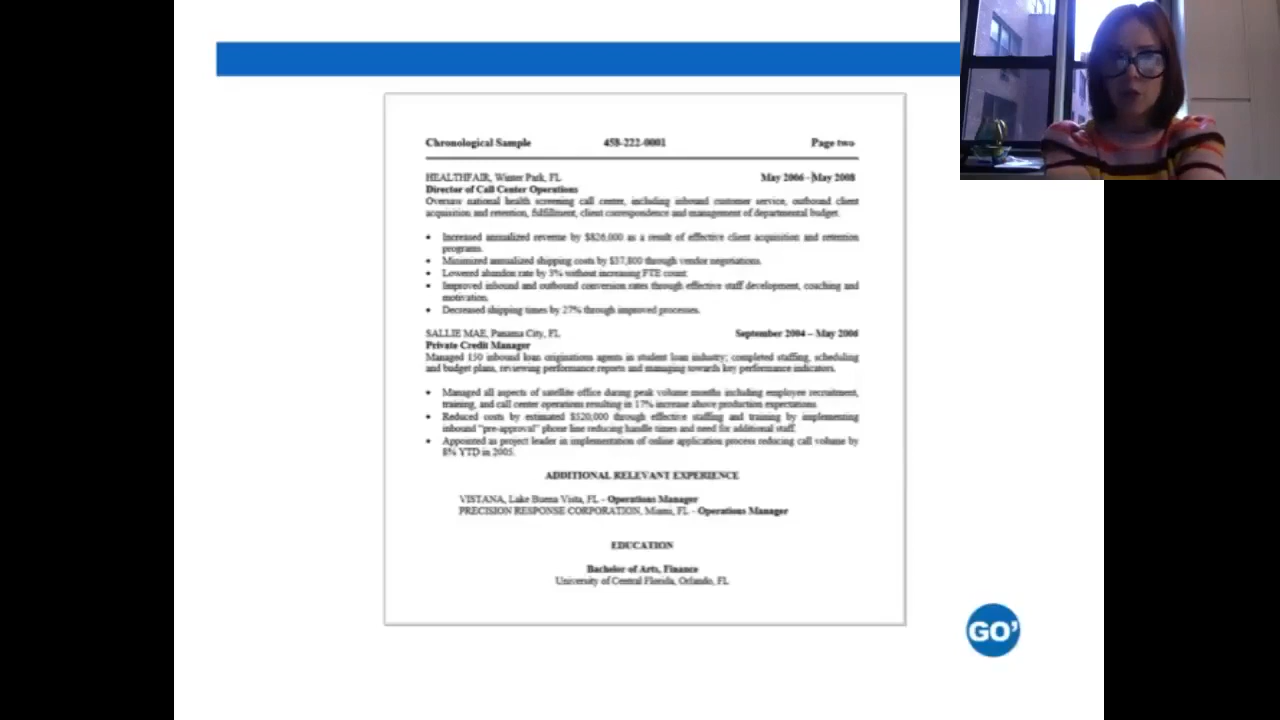 Chronological Sample 458-222-0001 Page two
HEALTHFAIR, Winter Park, FL May 2006 - May 2008
Director of Call Center Operations
Oversaw national health screening call center, including inbound customer service, outbound client
acquisition and retention, fulfillment, client correspondence and management of departmental budget.
• Increased annualized revenue by $826,000 as a result of effective client acquisition and retention
programs.
• Minimized annualized shipping costs by $37,800 through vendor negotiations.
• Lowered abandon rate by 3% without increasing FTE count.
• Improved inbound and outbound conversion rates through effective staff development, coaching and
motivation.
• Decreased shipping times by 27% through improved processes.
SALLIE MAE, Panama City, FL September 2004 – May 2006
Private Credit Manager
Managed 150 inbound loan originations agents in student loan industry; completed staffing, scheduling
and budget plans, reviewing performance reports and managing towards key performance indicators.
• Managed all aspects of satellite office during peak volume months including employee recruitment,
training, and call center operations resulting in 17% increase above production expectations.
• Reduced costs by estimated $520,000 through effective staffing and training by implementing
inbound "pre-approval" phone line reducing handle times and need for additional staff.
• Appointed as project leader in implementation of online application process reducing call volume by
8% YTD in 2005.
ADDITIONAL RELEVANT EXPERIENCE
VISTANA, Lake Buena Vista, FL - Operations Manager
PRECISION RESPONSE CORPORATION, Miami, FL - Operations Manager
EDUCATION
Bachelor of Arts, Finance
University of Central Florida, Orlando, FL
GO'